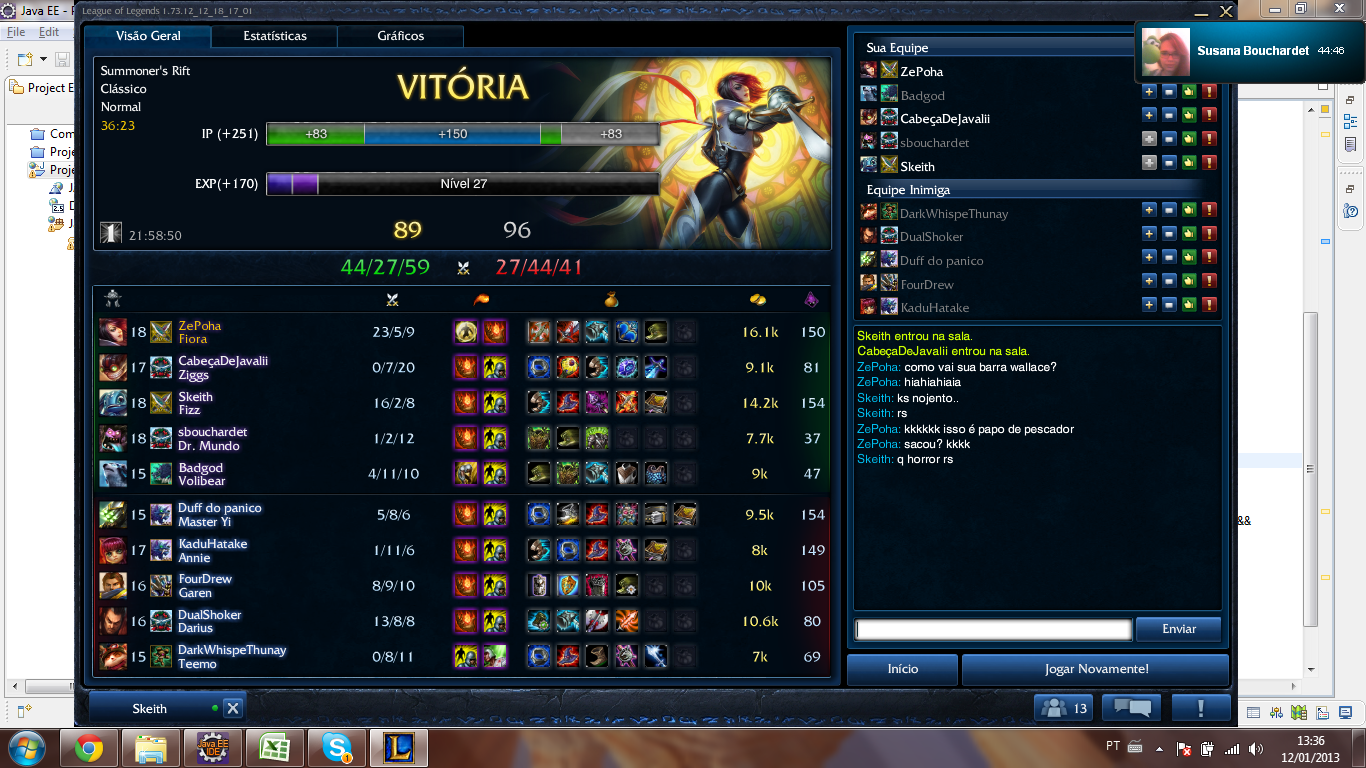 Java EE - P
File Edit
Project E
Com
Proje
Proje
League of Legends 1.73.12_12_18_17_01
Visão Geral Estatísticas Gráficos
Summoner's Rift
Clássico
Normal
36:23
VITÓRIA
IP (+251) +83 +150 +83
EXP(+170) Nível 27
21:58:50
89 96
44/27/59 27/44/41
18 ZePoha 23/5/9 16.1k 150
Fiora
17 CabeçaDeJavalii 0/7/20 9.1k 81
Ziggs
18 Skeith 16/2/8 14.2k 154
Fizz
18 sbouchardet 1/2/12 7.7k 37
Dr. Mundo
15 Badgod 4/11/10 9k 47
Volibear
15 Duff do panico 5/8/6 9.5k 154
Master Yi
17 KaduHatake 1/11/6 8k 149
Annie
16 FourDrew 8/9/10 10k 105
Garen
16 DualShoker 13/8/8 10.6k 80
Darius
15 DarkWhispeThunay 0/8/11 7k 69
Teemo
Sua Equipe
ZePoha
Badgod
CabeçaDeJavalii
sbouchardet
Skeith
Equipe Inimiga
DarkWhispeThunay
DualShoker
Duff do panico
FourDrew
KaduHatake
Susana Bouchardet 44:46
Skeith entrou na sala.
CabeçaDeJavalii entrou na sala.
ZePoha: como vai sua barra wallace?
ZePoha: hiahiahiaia
Skeith: ks nojento..
Skeith: rs
ZePoha: kkkkkk isso é papo de pescador
ZePoha: sacou? kkkk
Skeith: q horror rs
&&
Enviar
Início Jogar Novamente!
Skeith
13
Java EE
IDE
PT
13:36
12/01/2013